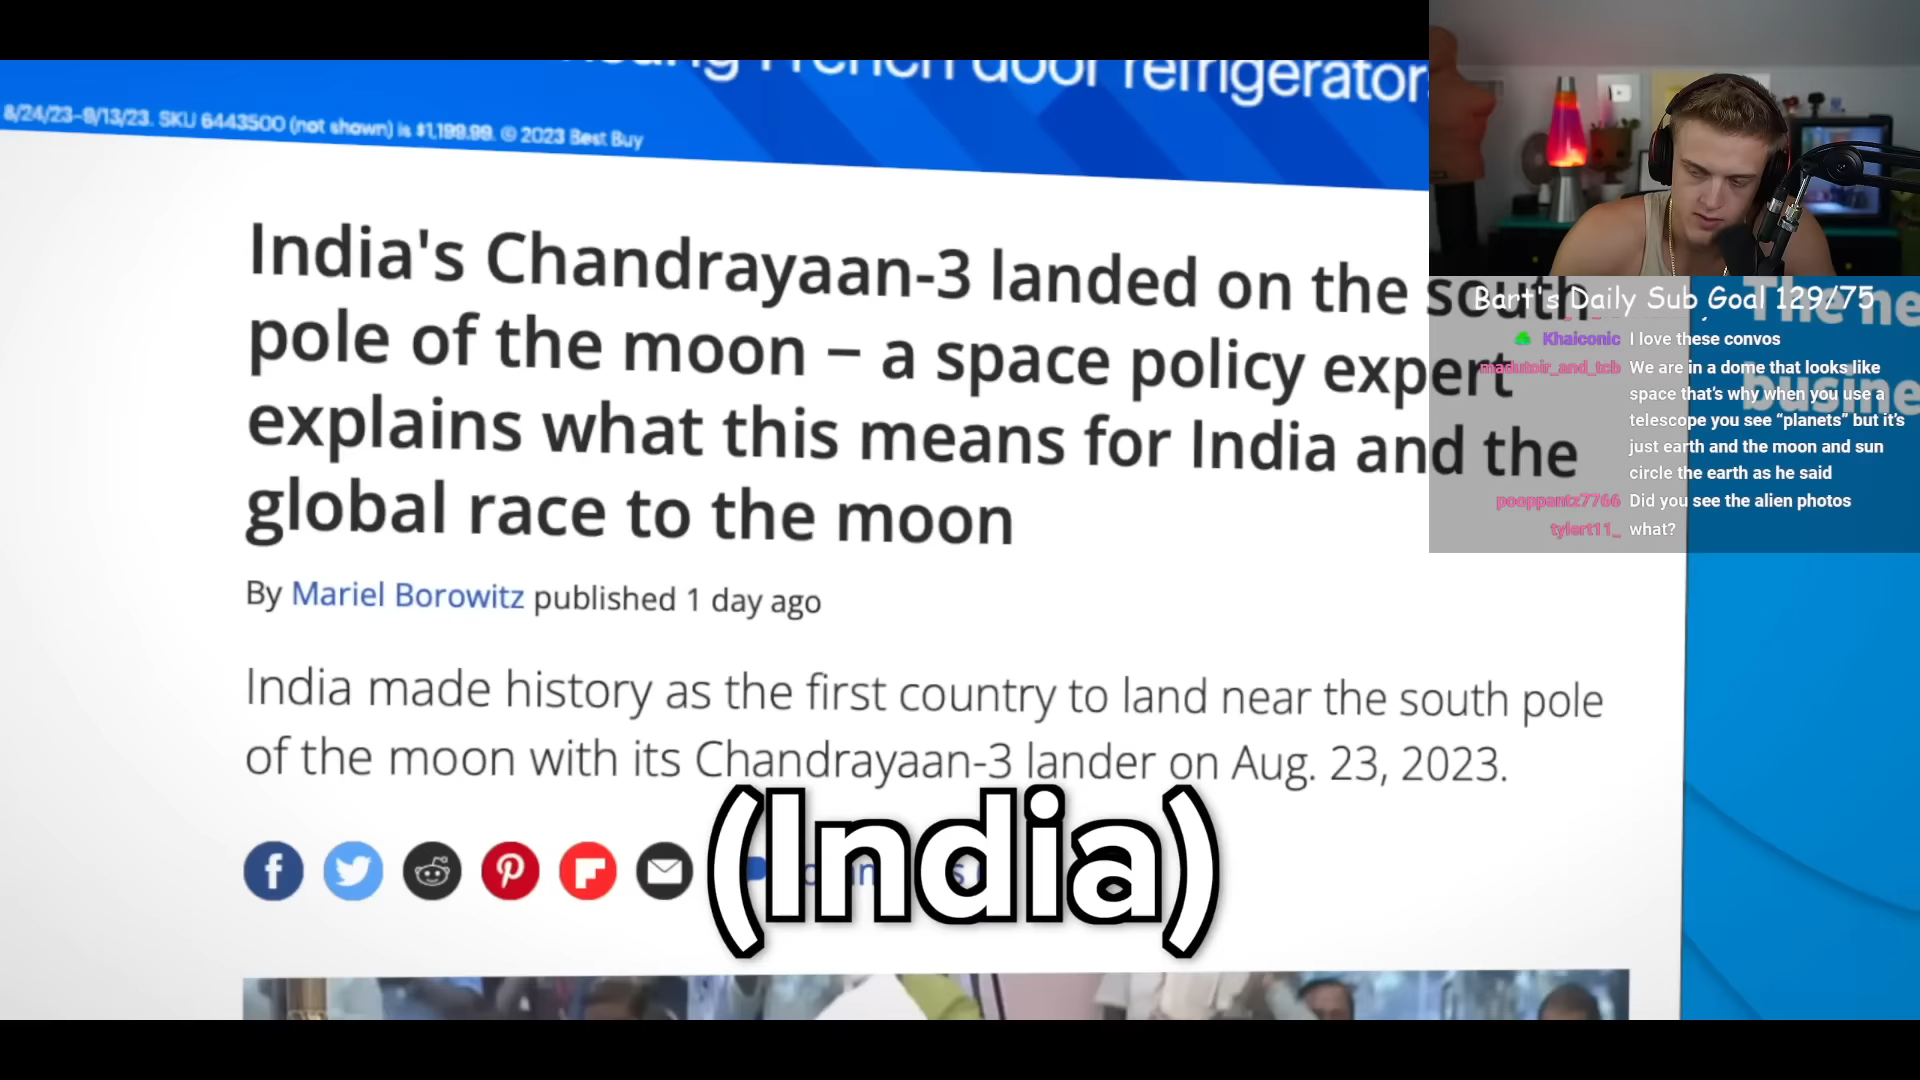 French door refrigerator
8/24/23–9/13/23. SKU 6443500 (not shown) is $1,199.99. © 2023 Best Buy
India's Chandrayaan-3 landed on the south
pole of the moon – a space policy expert
explains what this means for India and the
global race to the moon
By Mariel Borowitz published 1 day ago
India made history as the first country to land near the south pole
of the moon with its Chandrayaan-3 lander on Aug. 23, 2023.
(India)
Bart's Daily Sub Goal 129/75
Khaiconic I love these convos
madutoir_and_tcb We are in a dome that looks like
space that's why when you use a
telescope you see “planets” but it's
just earth and the moon and sun
circle the earth as he said
pooppantz7766 Did you see the alien photos
tylert11_ what?
The ne
busine